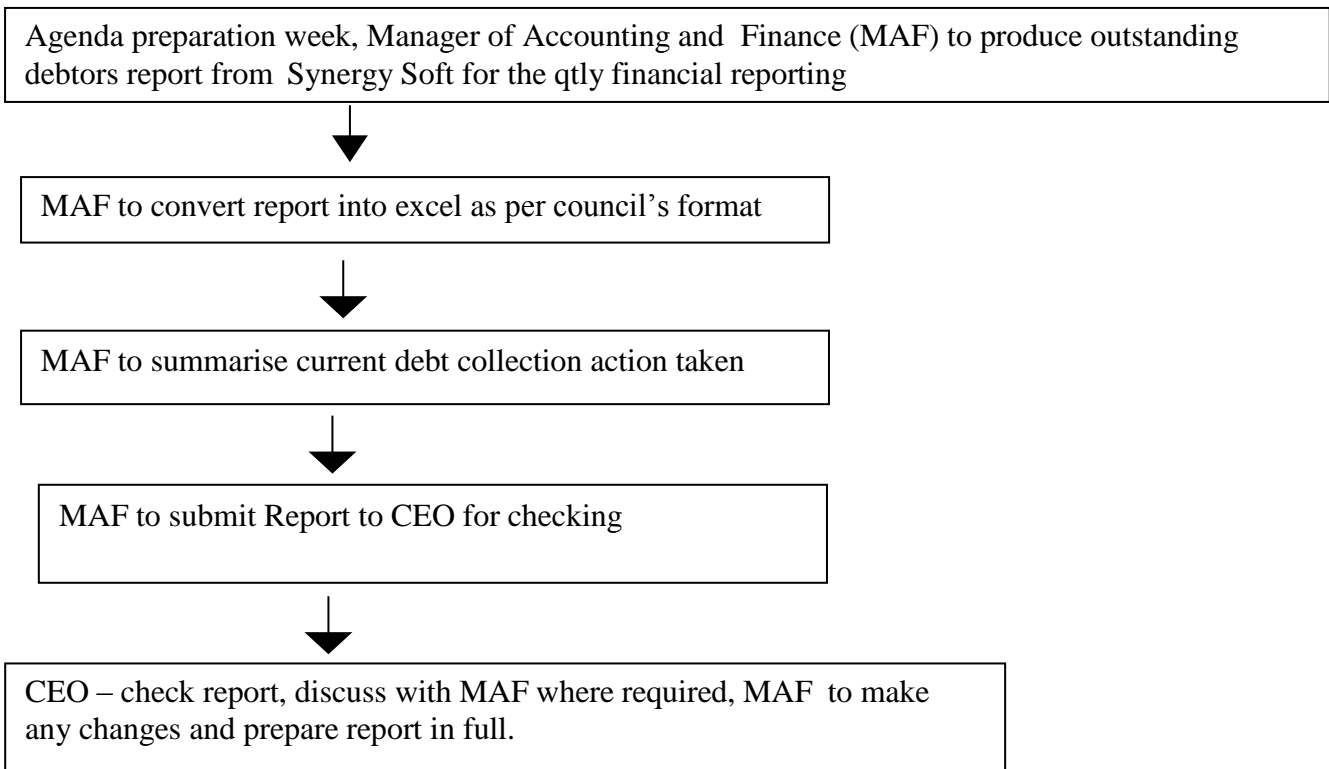 Agenda preparation week, Manager of Accounting and Finance (MAF) to produce outstanding
debtors report from Synergy Soft for the qtly financial reporting
MAF to convert report into excel as per council’s format
MAF to summarise current debt collection action taken
MAF to submit Report to CEO for checking
CEO – check report, discuss with MAF where required, MAF to make
any changes and prepare report in full.